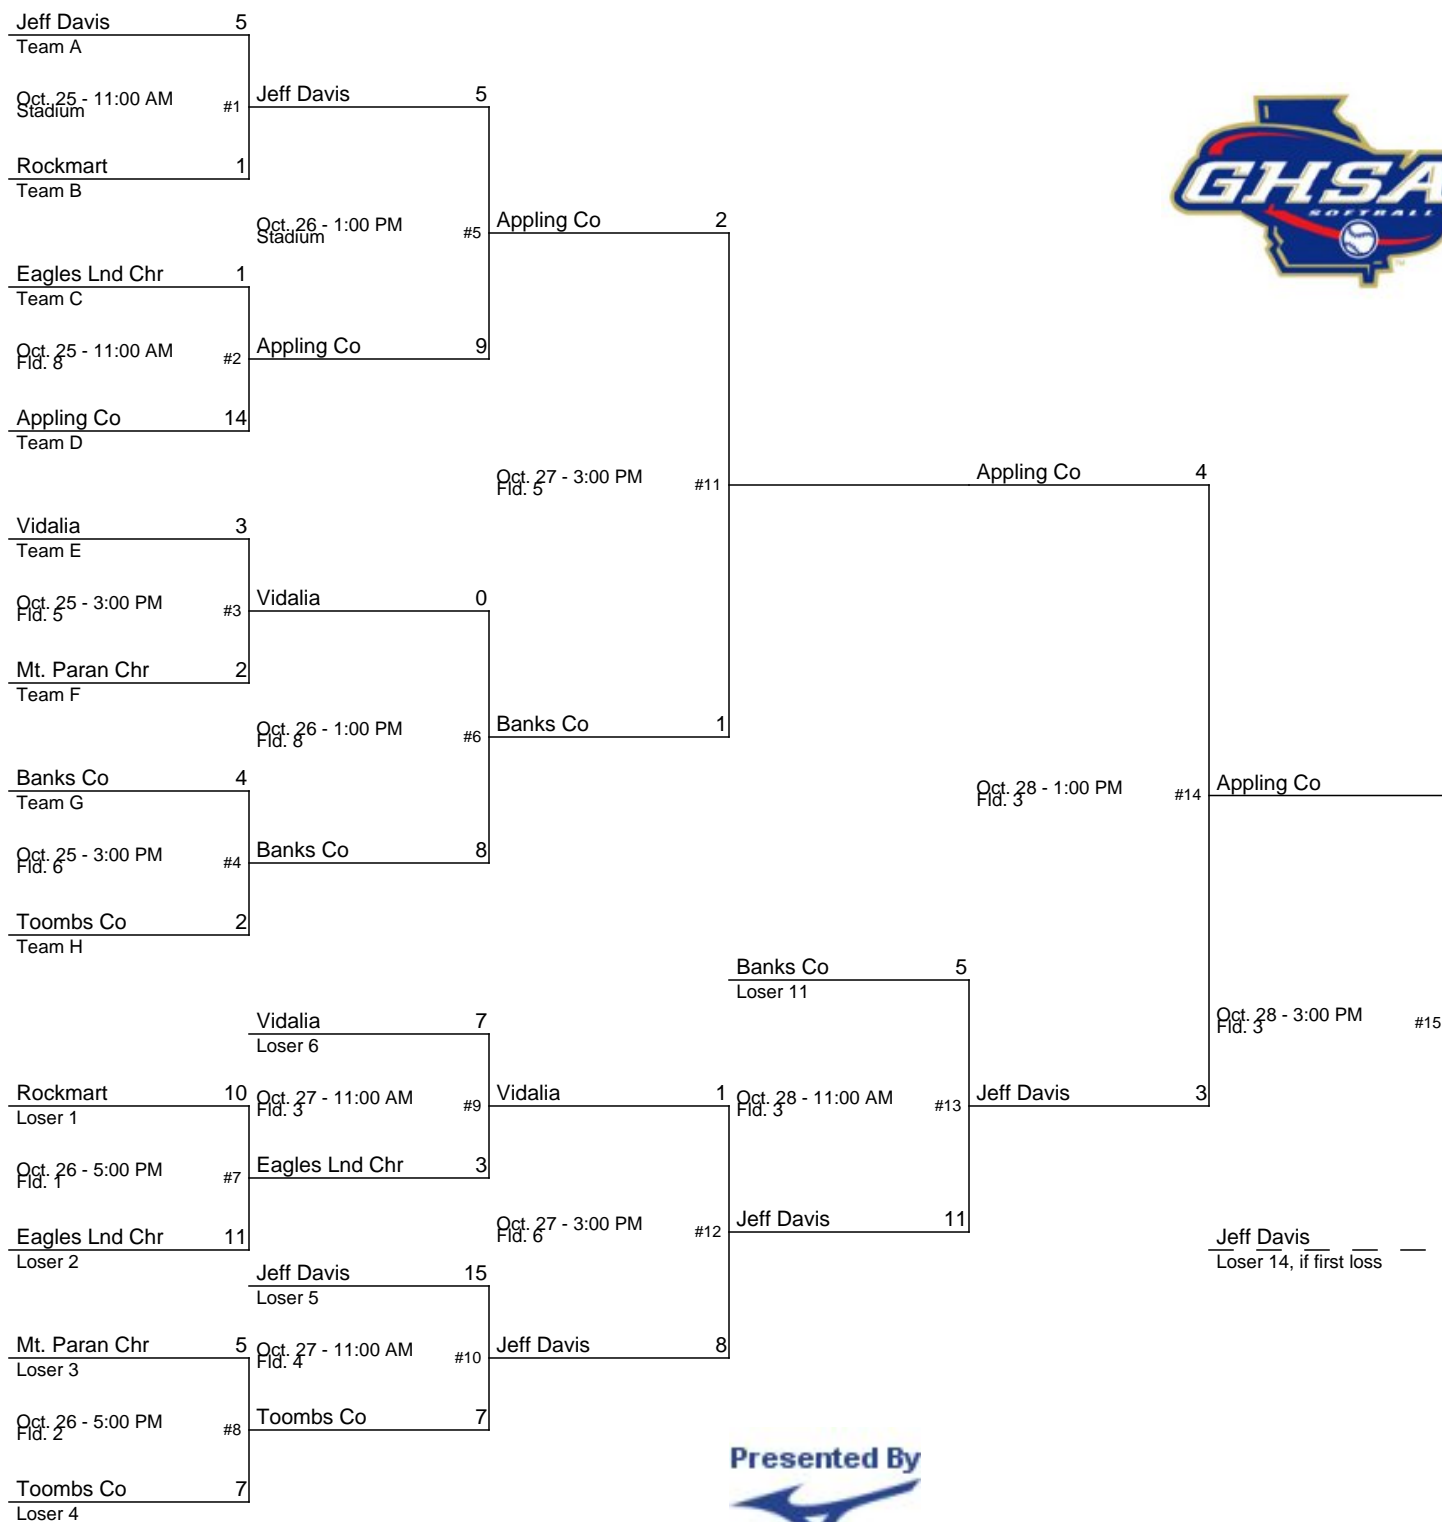 Jeff Davis 5
Team A
Oct. 25 - 11:00 AM
Stadium
#1
Rockmart 1
Team B
Eagles Lnd Chr 1
Team C
Oct. 25 - 11:00 AM
Fld. 8
#2
Appling Co 14
Team D
Vidalia 3
Team E
Oct. 25 - 3:00 PM
Fld. 5
#3
Mt. Paran Chr 2
Team F
Banks Co 4
Team G
Oct. 25 - 3:00 PM
Fld. 6
#4
Toombs Co 2
Team H
Rockmart 10
Loser 1
Oct. 26 - 5:00 PM
Fld. 1
#7
Eagles Lnd Chr 11
Loser 2
Mt. Paran Chr 5
Loser 3
Oct. 26 - 5:00 PM
Fld. 2
#8
Toombs Co 7
Loser 4
Jeff Davis 5
Oct. 26 - 1:00 PM
Stadium
#5
Appling Co 9
Vidalia 0
Oct. 26 - 1:00 PM
Fld. 8
#6
Banks Co 8
Vidalia 7
Loser 6
Oct. 27 - 11:00 AM
Fld. 3
#9
Eagles Lnd Chr 3
Jeff Davis 15
Loser 5
Oct. 27 - 11:00 AM
Fld. 4
#10
Toombs Co 7
Appling Co 2
Oct. 27 - 3:00 PM
Fld. 5
#11
Banks Co 1
Vidalia 1
Oct. 27 - 3:00 PM
Fld. 6
#12
Jeff Davis 8
Banks Co 5
Loser 11
Oct. 28 - 11:00 AM
Fld. 3
#13
Jeff Davis 11
Appling Co 4
Oct. 28 - 1:00 PM
Fld. 3
#14
Jeff Davis 3
Appling Co
Oct. 28 - 3:00 PM
Fld. 3
#15
Jeff Davis
Loser 14, if first loss
GHSA
SOFTBALL
TM
Presented By